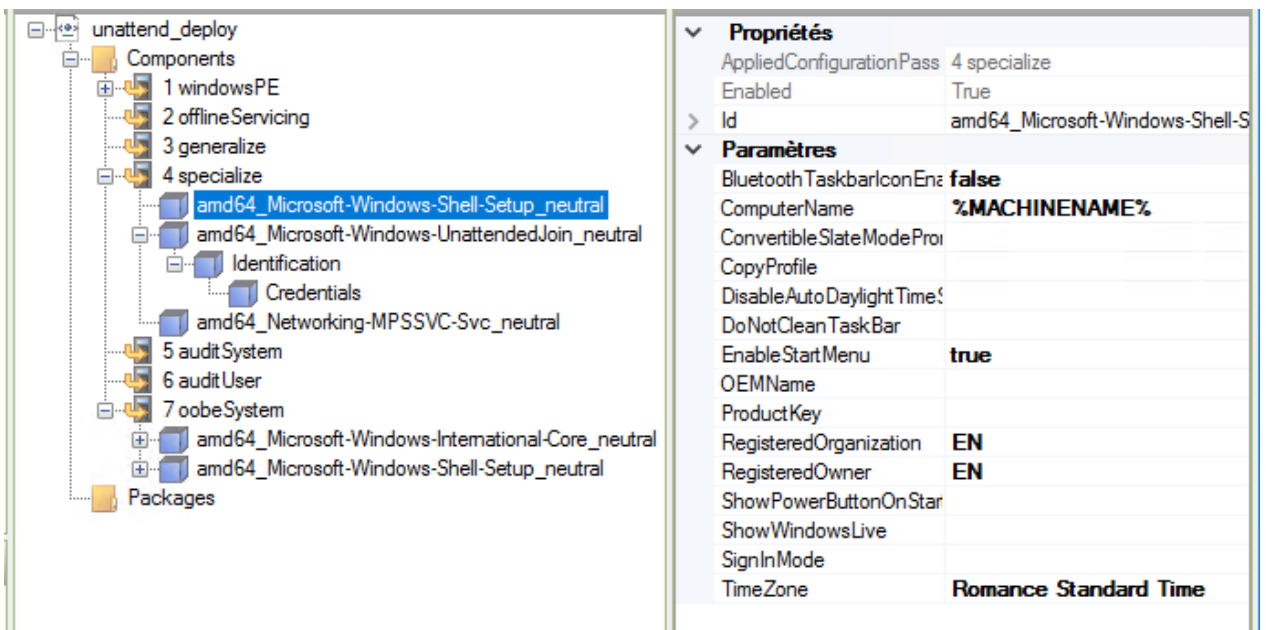 unattend_deploy
Components
1 windowsPE
2 offlineServicing
3 generalize
4 specialize
amd64_Microsoft-Windows-Shell-Setup_neutral
amd64_Microsoft-Windows-UnattendedJoin_neutral
Identification
Credentials
amd64_Networking-MPSSVC-Svc_neutral
5 auditSystem
6 auditUser
7 oobeSystem
amd64_Microsoft-Windows-International-Core_neutral
amd64_Microsoft-Windows-Shell-Setup_neutral
Packages
Propriétés
AppliedConfigurationPass 4 specialize
Enabled True
Id amd64_Microsoft-Windows-Shell-S
Paramètres
BluetoothTaskbarIconEna false
ComputerName %MACHINENAME%
ConvertibleSlateModePror
CopyProfile
DisableAutoDaylightTimeS
DoNotCleanTaskBar
EnableStartMenu true
OEMName
ProductKey
RegisteredOrganization EN
RegisteredOwner EN
ShowPowerButtonOnStar
ShowWindowsLive
SignInMode
TimeZone Romance Standard Time